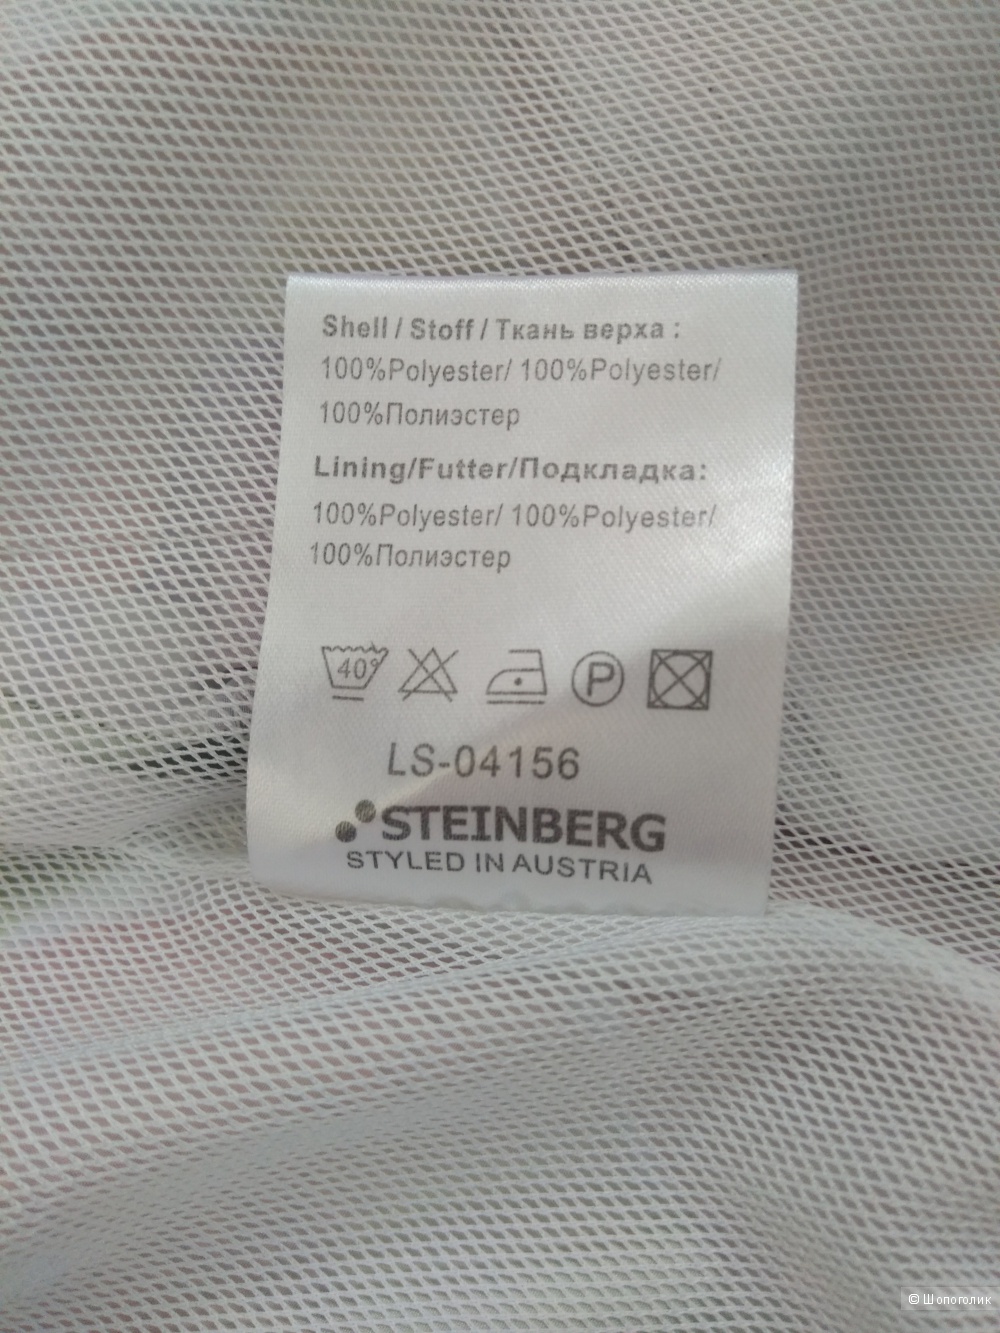 Shell / Stoff / Ткань верха :
100%Polyester/ 100%Polyester/
100%Полиэстер
Lining/Futter/Подкладка:
100%Polyester/ 100%Polyester/
100%Полиэстер
40° P
LS-04156
STEINBERG
STYLED IN AUSTRIA
© Шопоголик